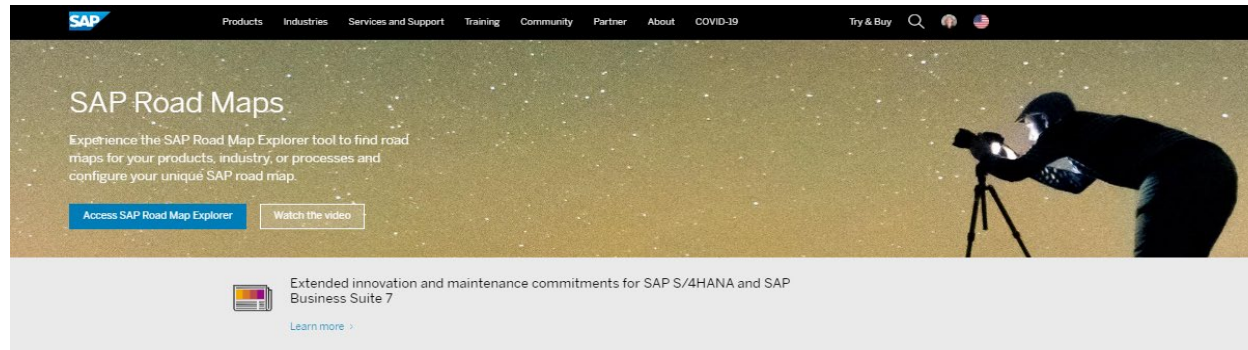 SAP Products Industries Services and Support Training Community Partner About COVID-19 Try & Buy
SAP Road Maps
Experience the SAP Road Map Explorer tool to find road
maps for your products, industry, or processes and
configure your unique SAP road map.
Access SAP Road Map Explorer Watch the video
Extended innovation and maintenance commitments for SAP S/4HANA and SAP
Business Suite 7
Learn more >